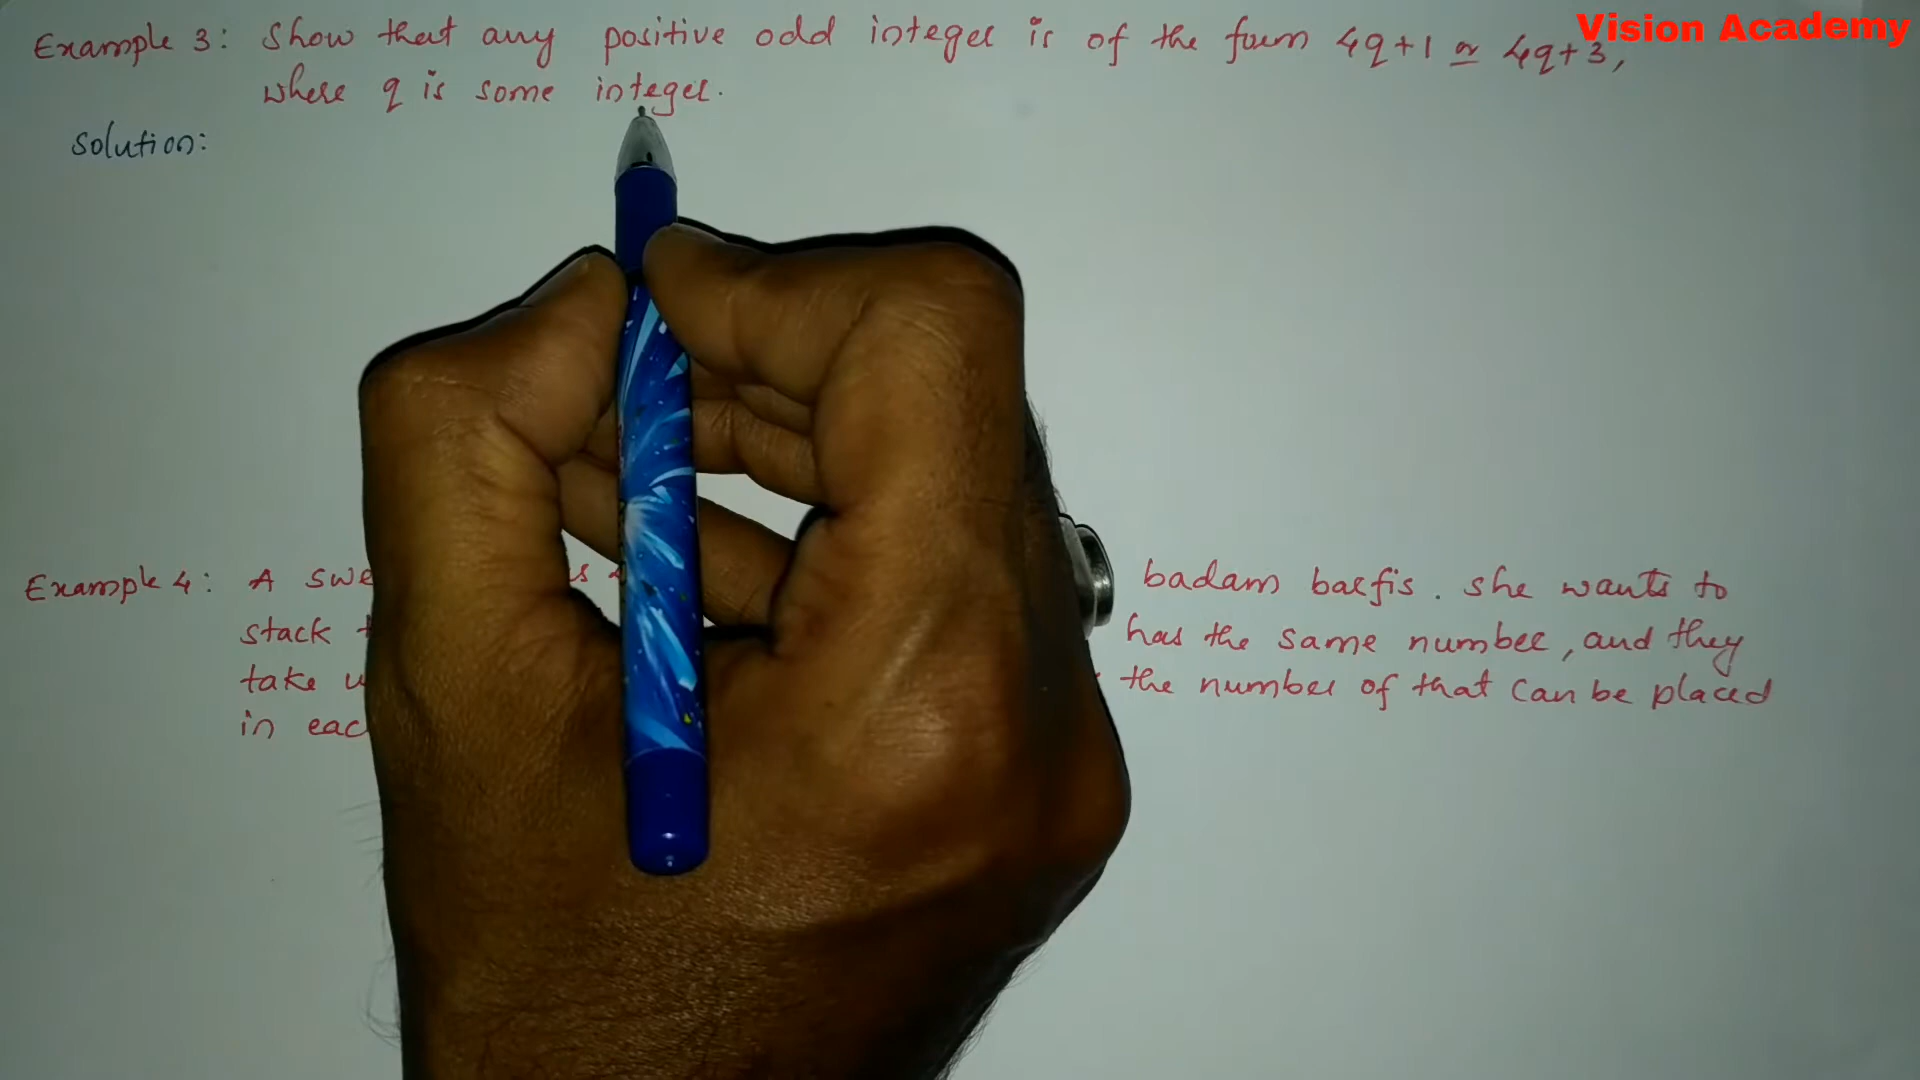 Vision Academy
Example 3: Show that any positive odd integer is of the form 4q+1 or 4q+3,
where q is some integer.
Solution:
Example 4: A badam barfis. she wants to
stack has the same number, and they
take the number of that can be placed
in